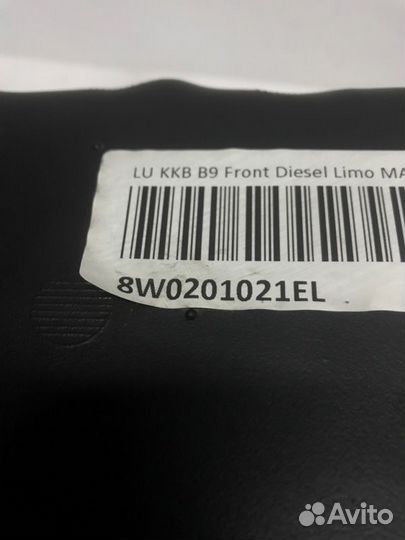 LU KKB B9 Front Diesel Limo MA
8W0201021EL
Avito